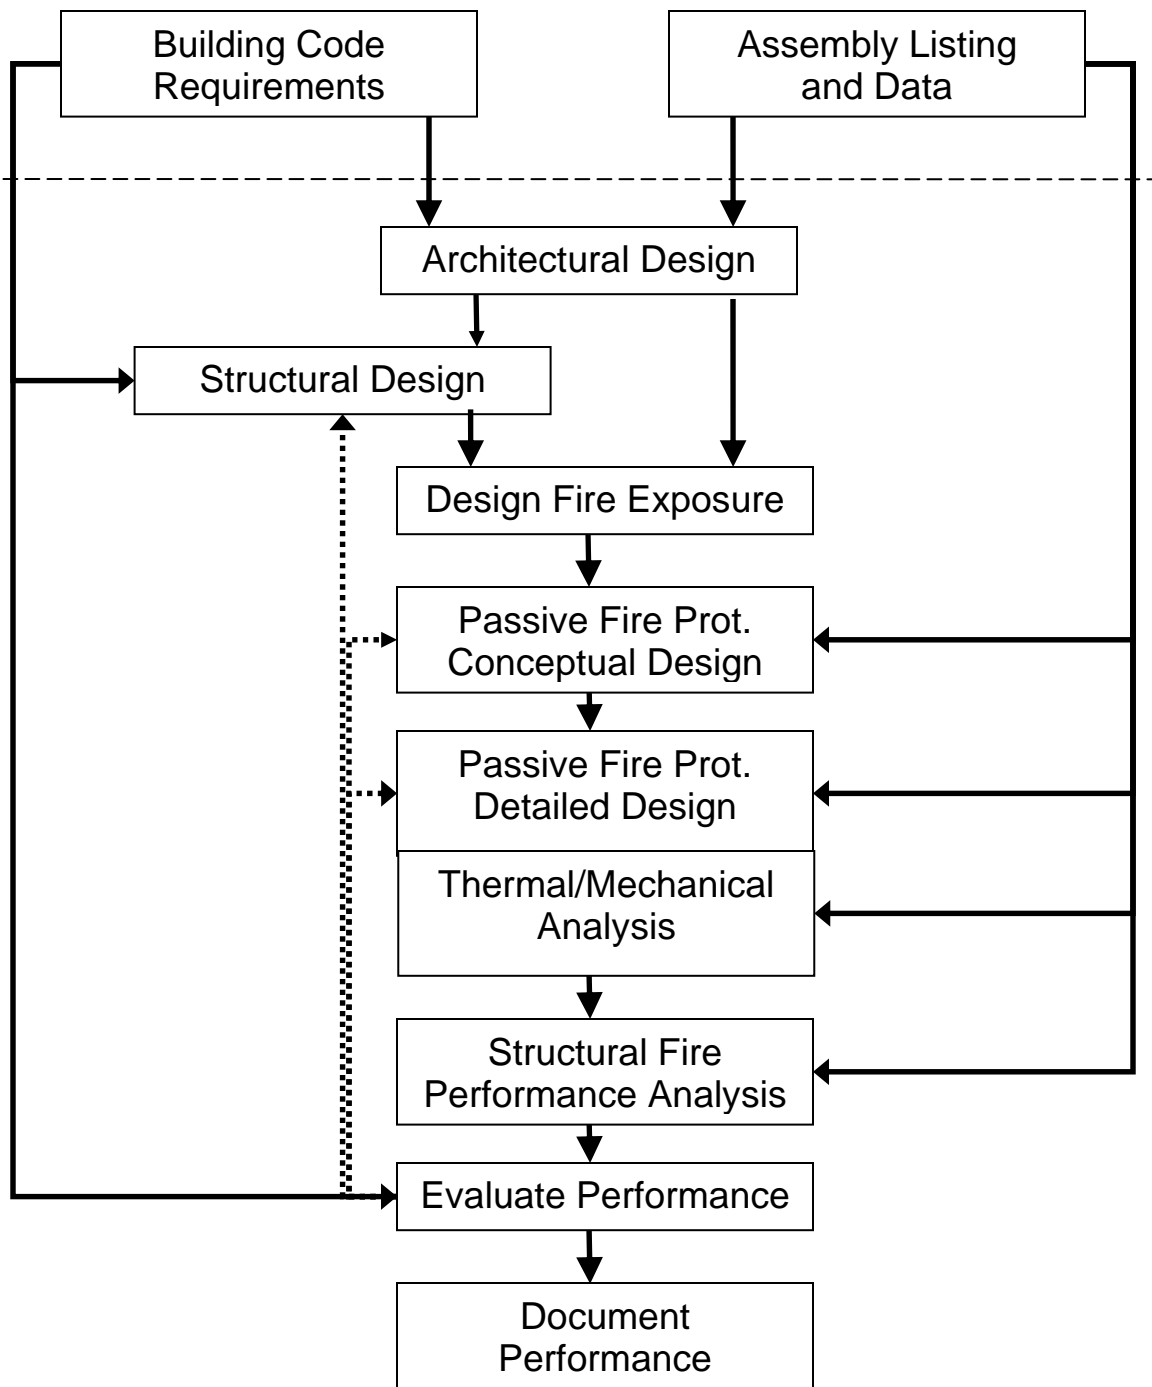 Building Code
Requirements
Assembly Listing
and Data
Architectural Design
Structural Design
Design Fire Exposure
Passive Fire Prot.
Conceptual Design
Passive Fire Prot.
Detailed Design
Thermal/Mechanical
Analysis
Structural Fire
Performance Analysis
Evaluate Performance
Document
Performance